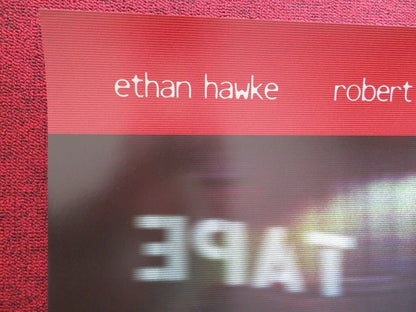 ethan hawke robert
TAPE